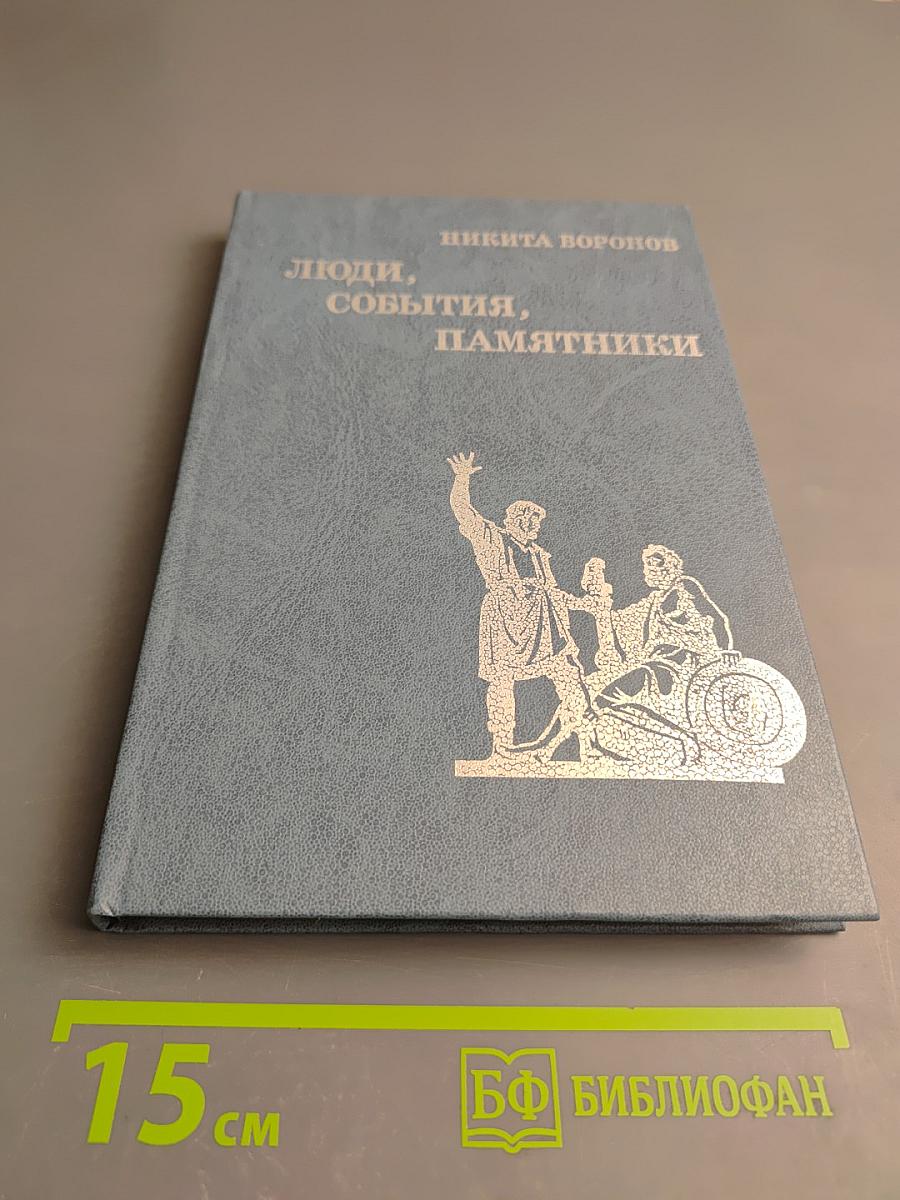 НИКИТА ВОРОНОВ
ЛЮДИ,
СОБЫТИЯ,
ПАМЯТНИКИ
15 см
БФ БИБЛИОФАН